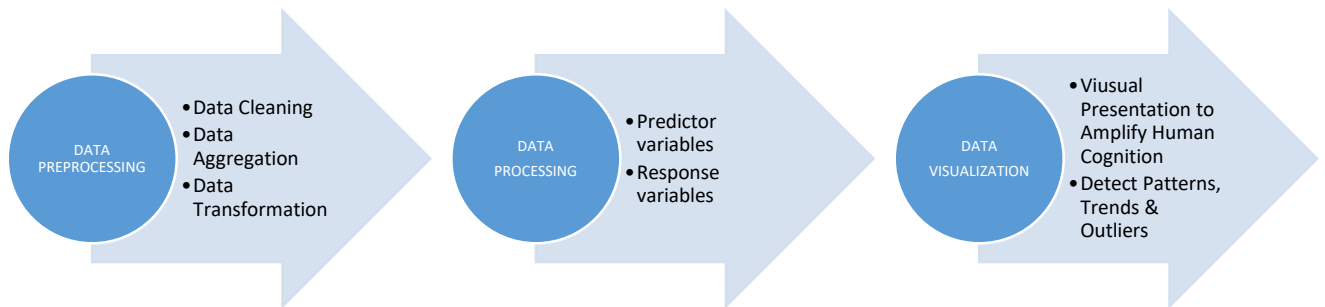 DATA
PREPROCESSING
•Data Cleaning
•Data
Aggregation
•Data
Transformation
DATA
PROCESSING
•Predictor
variables
•Response
variables
DATA
VISUALIZATION
•Viusual
Presentation to
Amplify Human
Cognition
•Detect Patterns,
Trends &
Outliers